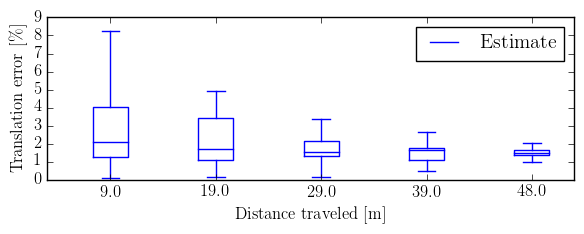 Translation error [%]
9
8
7
6
5
4
3
2
1
0
Estimate
9.0 19.0 29.0 39.0 48.0
Distance traveled [m]